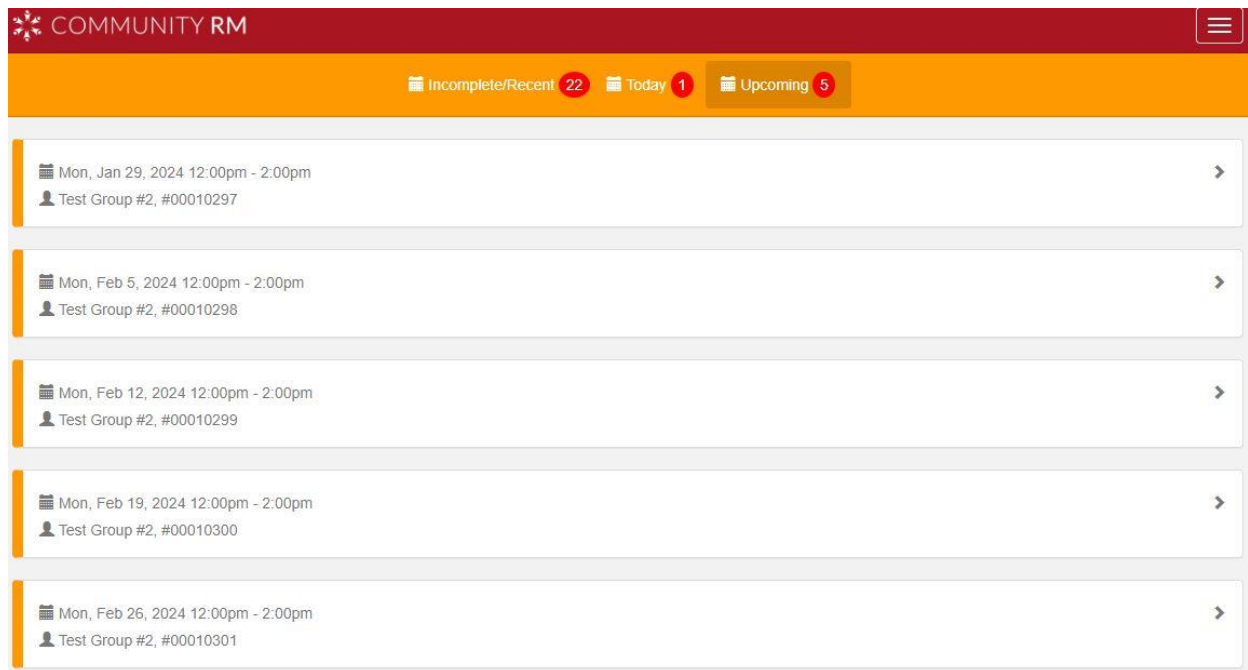 COMMUNITY RM
Incomplete/Recent 22 Today 1 Upcoming 5
Mon, Jan 29, 2024 12:00pm - 2:00pm
Test Group #2, #00010297
Mon, Feb 5, 2024 12:00pm - 2:00pm
Test Group #2, #00010298
Mon, Feb 12, 2024 12:00pm - 2:00pm
Test Group #2, #00010299
Mon, Feb 19, 2024 12:00pm - 2:00pm
Test Group #2, #00010300
Mon, Feb 26, 2024 12:00pm - 2:00pm
Test Group #2, #00010301